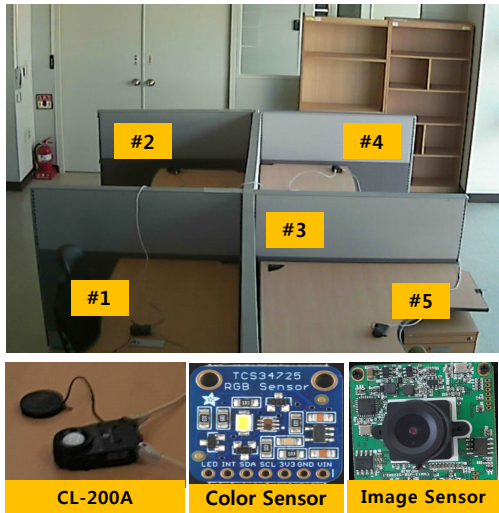 #2
#4
#3
#1
#5
TCS34725
RGB Sensor
LED INT SDA SCL 3V3 GND VIN
CL-200A
Color Sensor
Image Sensor